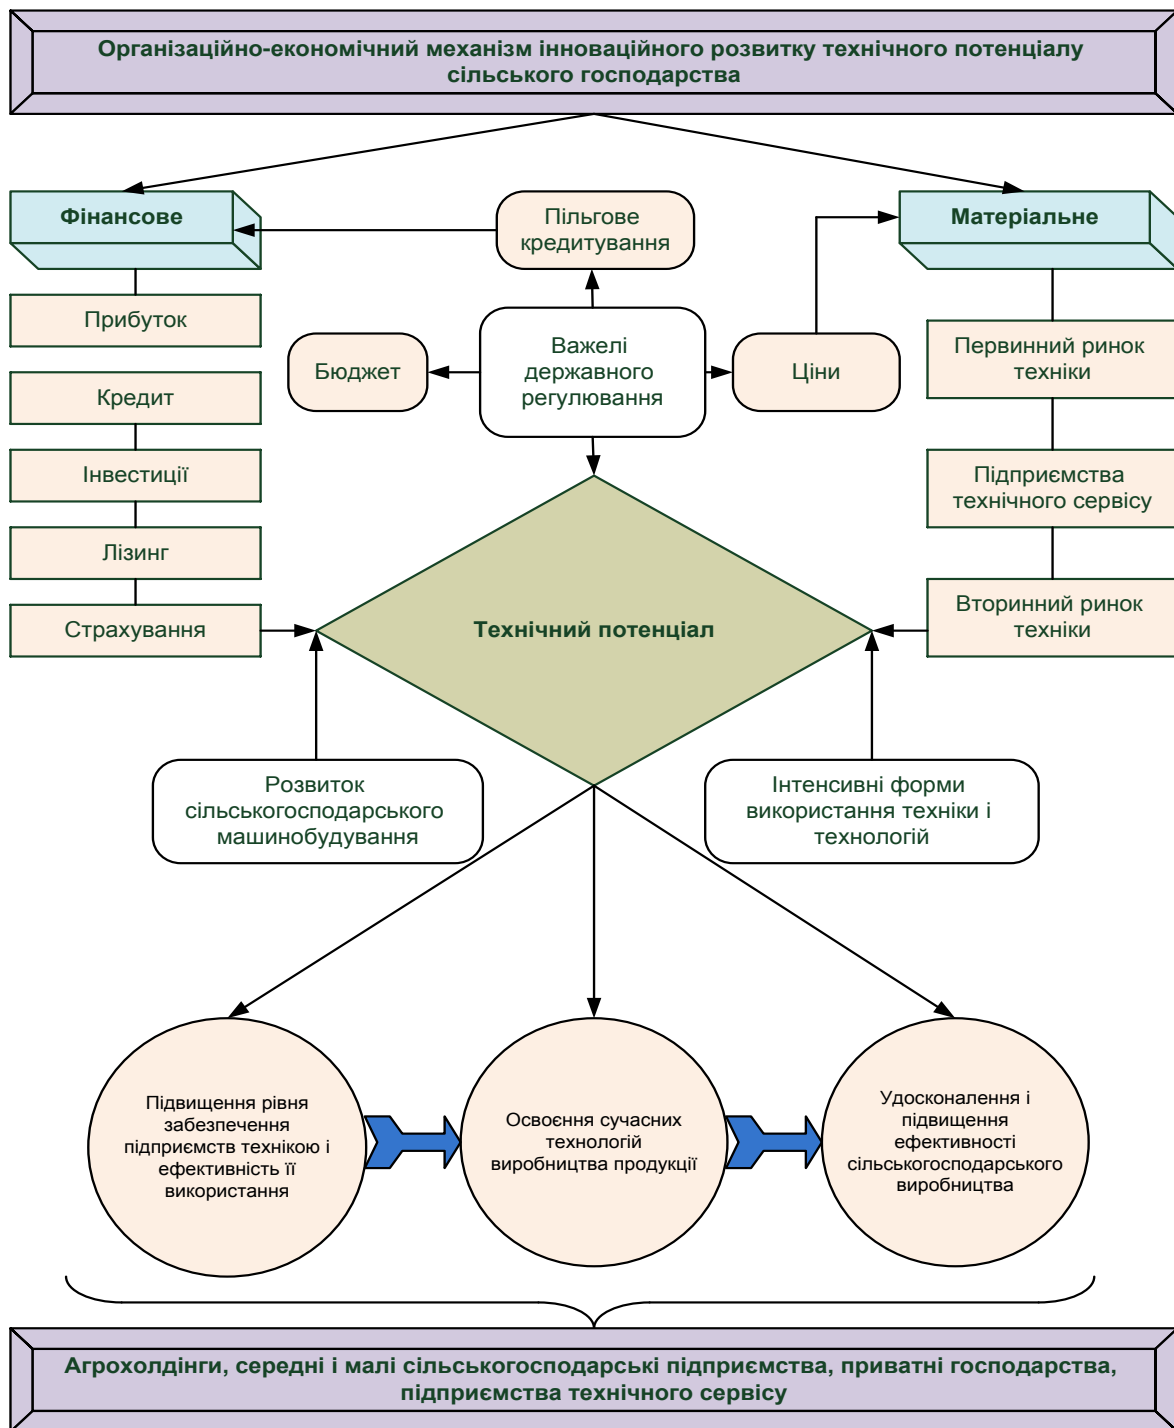 Організаційно-економічний механізм інноваційного розвитку технічного потенціалу
сільського господарства
Фінансове
Пільгове
кредитування
Матеріальне
Прибуток
Кредит
Інвестиції
Лізинг
Страхування
Бюджет
Важелі
державного
регулювання
Ціни
Первинний ринок
техніки
Підприємства
технічного сервісу
Вторинний ринок
техніки
Технічний потенціал
Розвиток
сільськогосподарського
машинобудування
Інтенсивні форми
використання техніки і
технологій
Підвищення рівня
забезпечення
підприємств технікою і
ефективність її
використання
Освоєння сучасних
технологій
виробництва продукції
Удосконалення і
підвищення
ефективності
сільськогосподарського
виробництва
Агрохолдінги, середні і малі сільськогосподарські підприємства, приватні господарства,
підприємства технічного сервісу